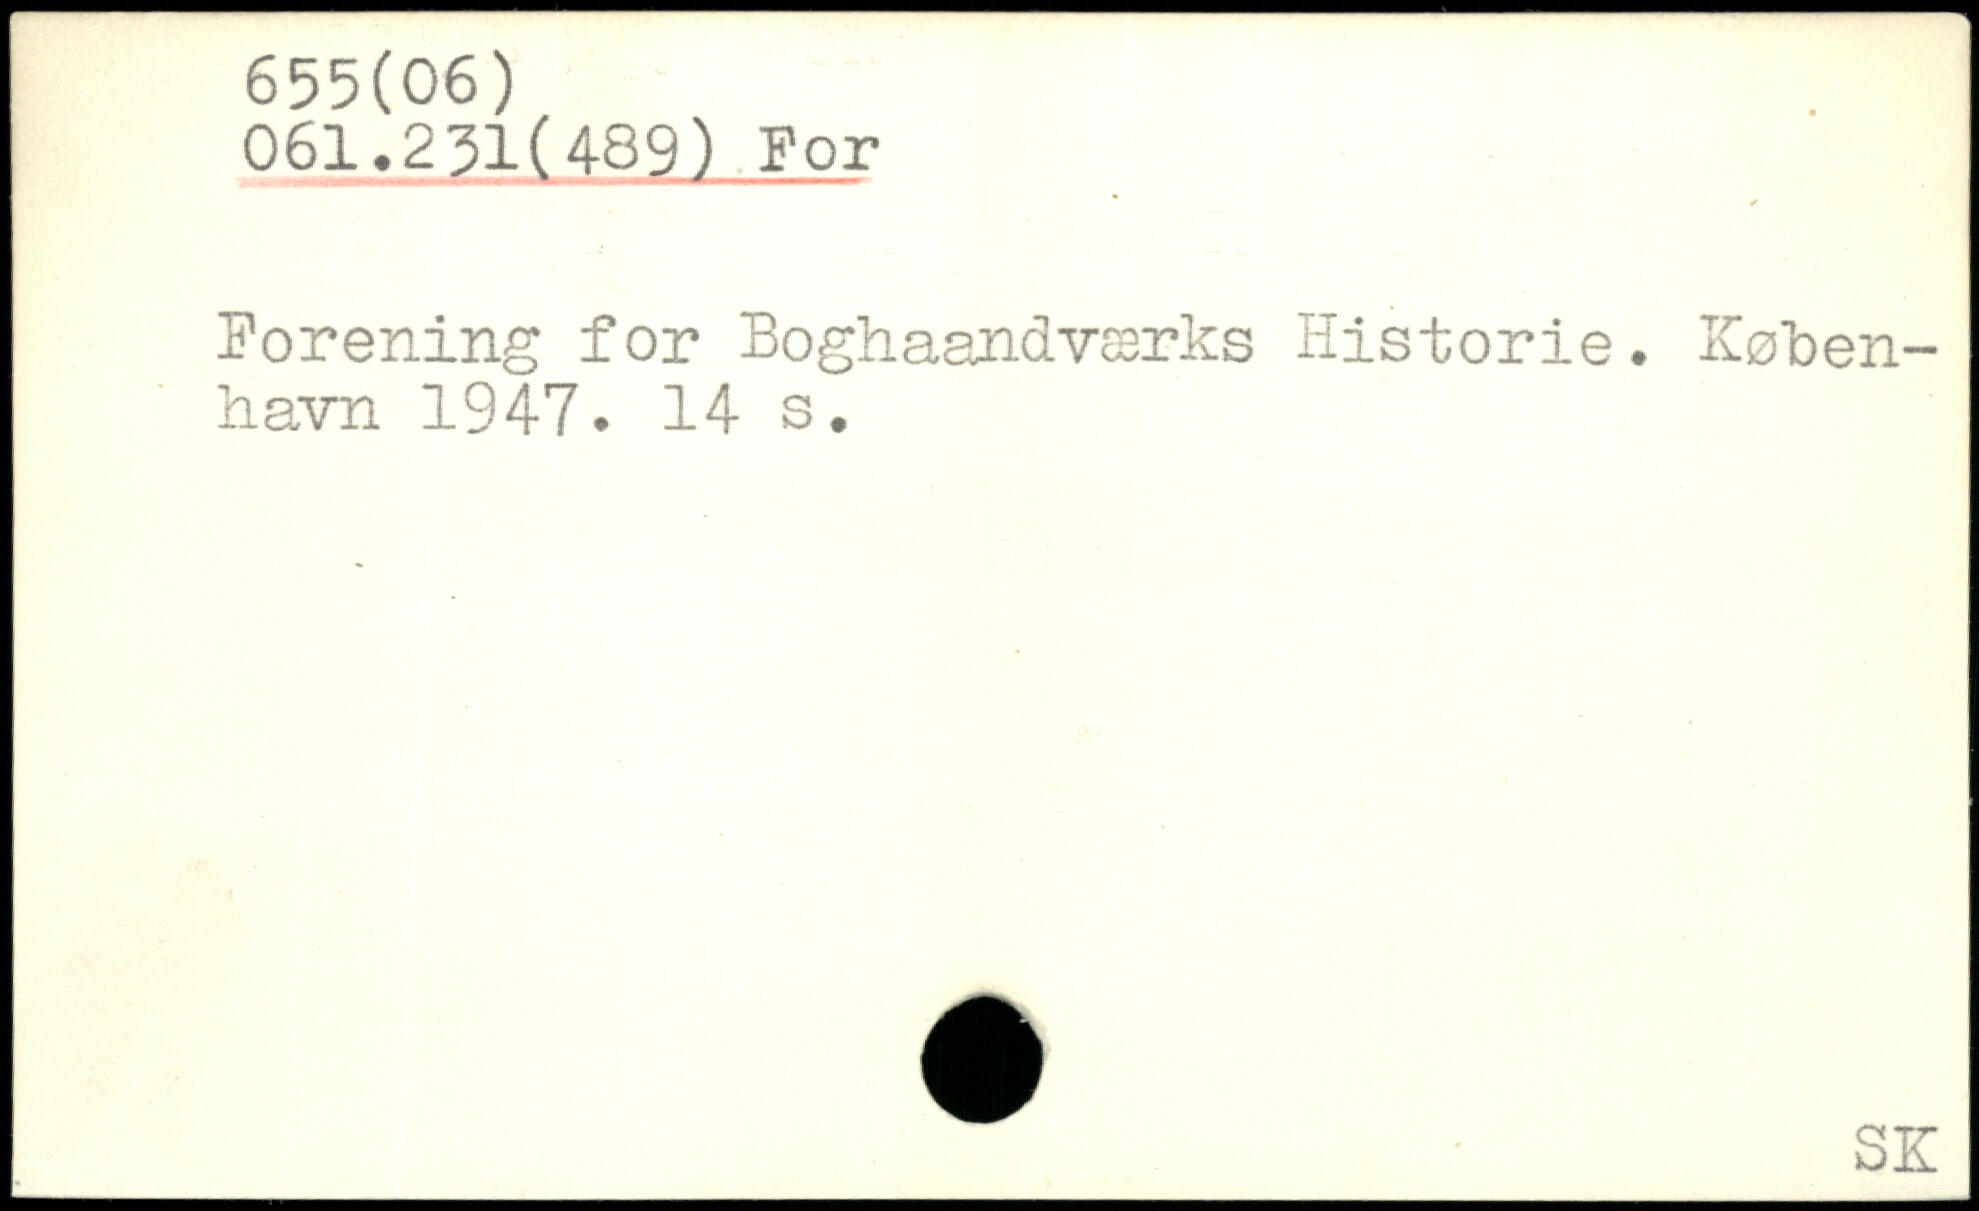 655(06)
061.231(489) For
Forening for Boghaandværks Historie. Køben-
havn 1947. 14 s.
SK